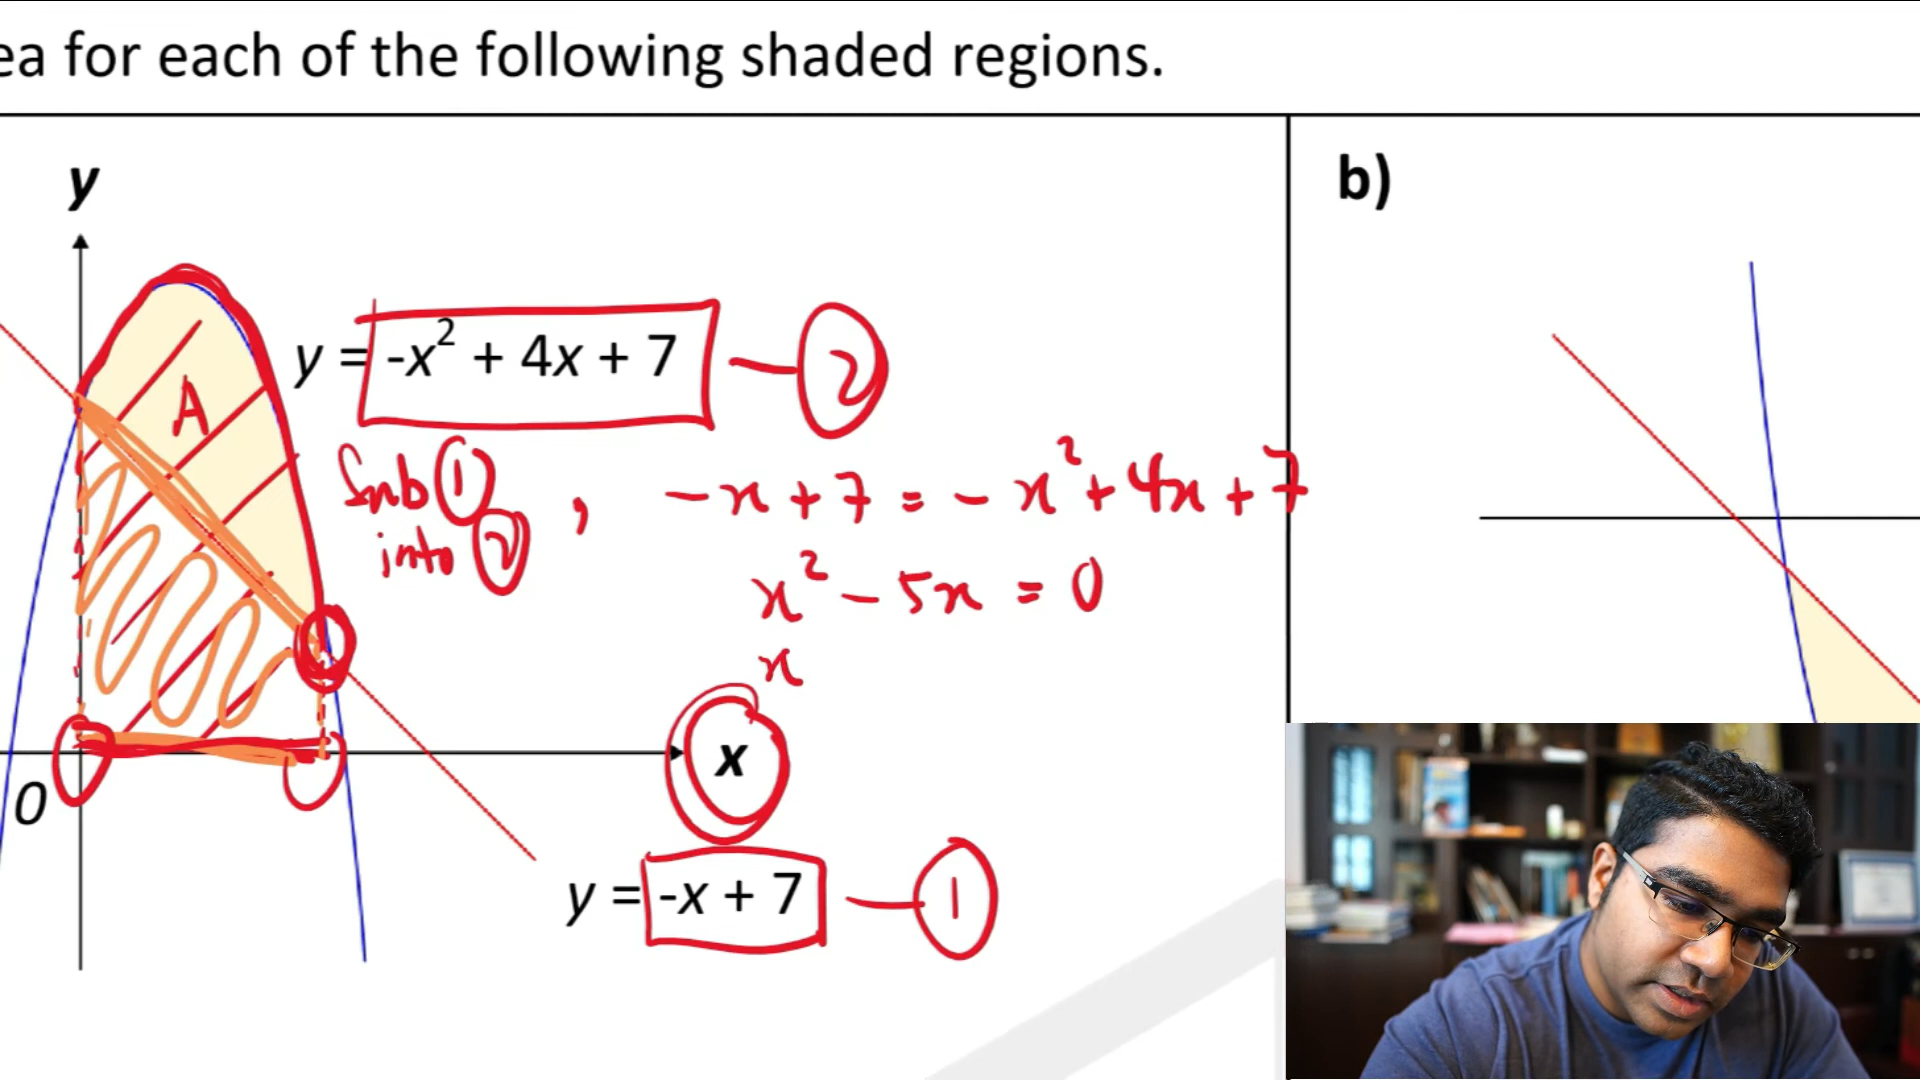 ea for each of the following shaded regions.
y
b)
A
y = -x² + 4x + 7 — ②
Sub ①
into ② , -x + 7 = -x² + 4x + 7
x² - 5x = 0
x
x
0
y = -x + 7 — ①